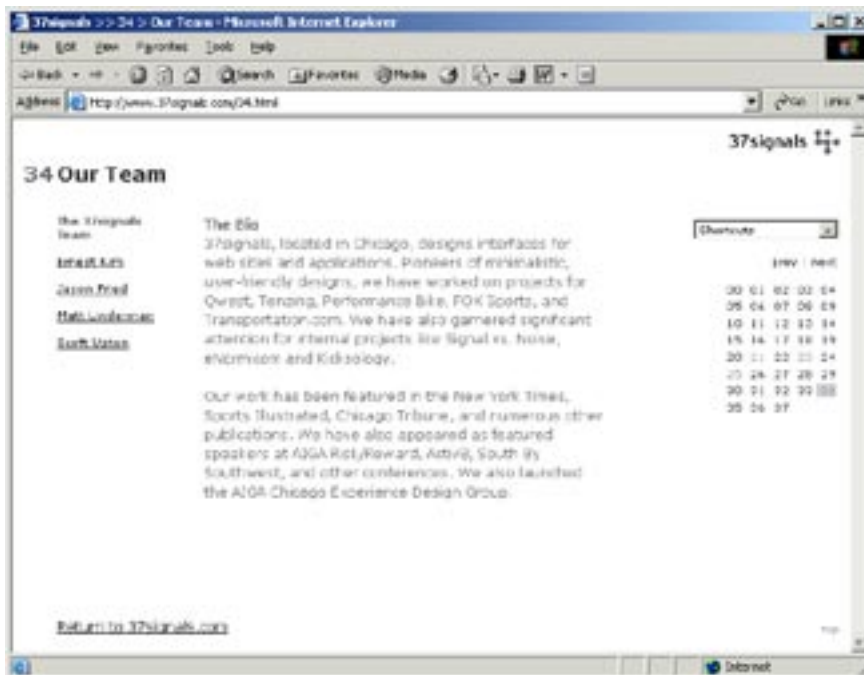 37signals >> 34 > Our Team - Microsoft Internet Explorer
File Edit View Favorites Tools Help
Back Search Favorites Media
Address http://www.37signals.com/34.html Go Links
37signals
34 Our Team
The 37signals
Team
Ernest Kim
Jason Fried
Matt Linderman
Scott Upton
The Bio
37signals, located in Chicago, designs interfaces for
web sites and applications. Pioneers of minimalistic,
user-friendly designs, we have worked on projects for
Qwest, Tenzing, Performance Bike, FOX Sports, and
Transportation.com. We have also garnered significant
attention for internal projects like Signal vs. Noise,
eNormicom and Kicksology.
Our work has been featured in the New York Times,
Sports Illustrated, Chicago Tribune, and numerous other
publications. We have also appeared as featured
speakers at AIGA Risk/Reward, Activ8, South By
Southwest, and other conferences. We also launched
the AIGA Chicago Experience Design Group.
Shortcuts
prev | next
00 01 02 03 04
05 06 07 08 09
10 11 12 13 14
15 16 17 18 19
20 21 22 23 24
25 26 27 28 29
30 31 32 33 34
35 36 37
Return to 37signals.com
Internet